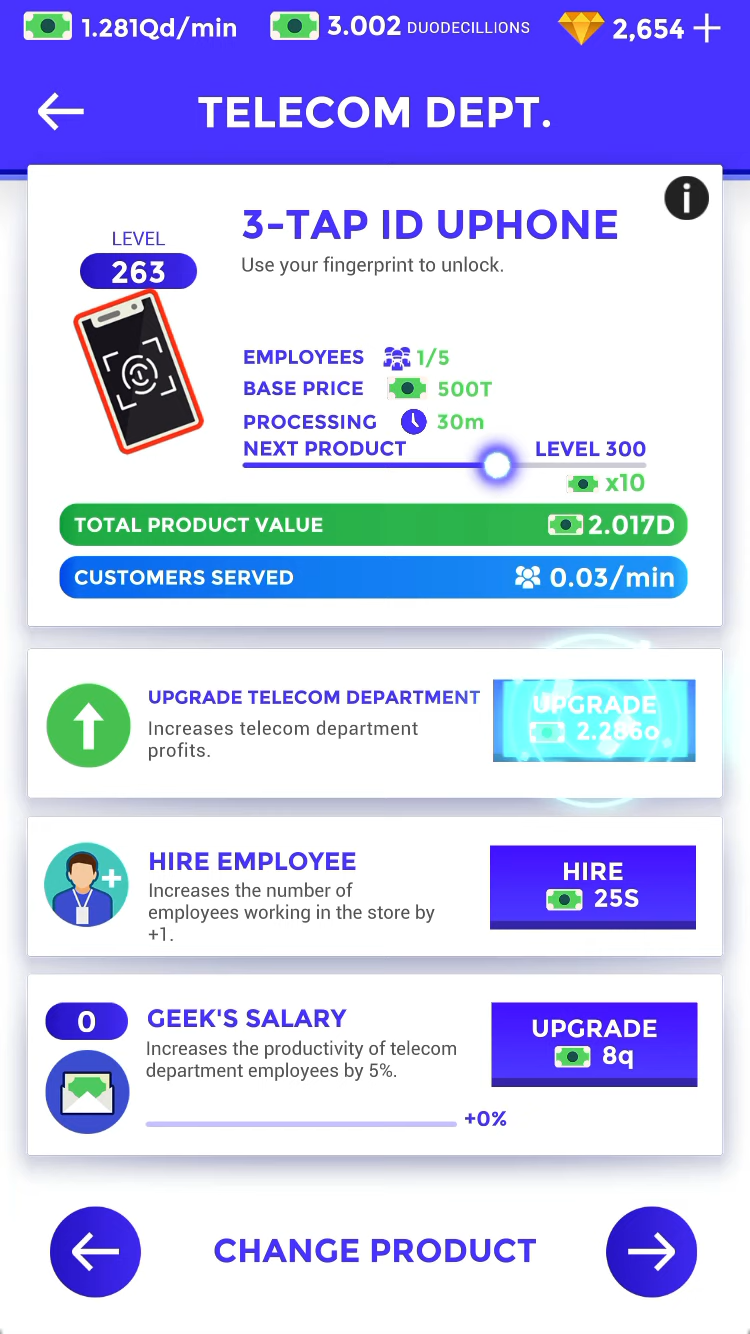 1.281Qd/min
3.002 DUODECILLIONS
2,654
TELECOM DEPT.
i
3-TAP ID UPHONE
Use your fingerprint to unlock.
LEVEL
263
EMPLOYEES 1/5
BASE PRICE 500T
PROCESSING 30m
NEXT PRODUCT LEVEL 300
x10
TOTAL PRODUCT VALUE 2.017D
CUSTOMERS SERVED 0.03/min
UPGRADE TELECOM DEPARTMENT
Increases telecom department
profits.
UPGRADE
2.286o
HIRE EMPLOYEE
Increases the number of
employees working in the store by
+1.
HIRE
25S
0
GEEK'S SALARY
Increases the productivity of telecom
department employees by 5%.
UPGRADE
8q
+0%
CHANGE PRODUCT